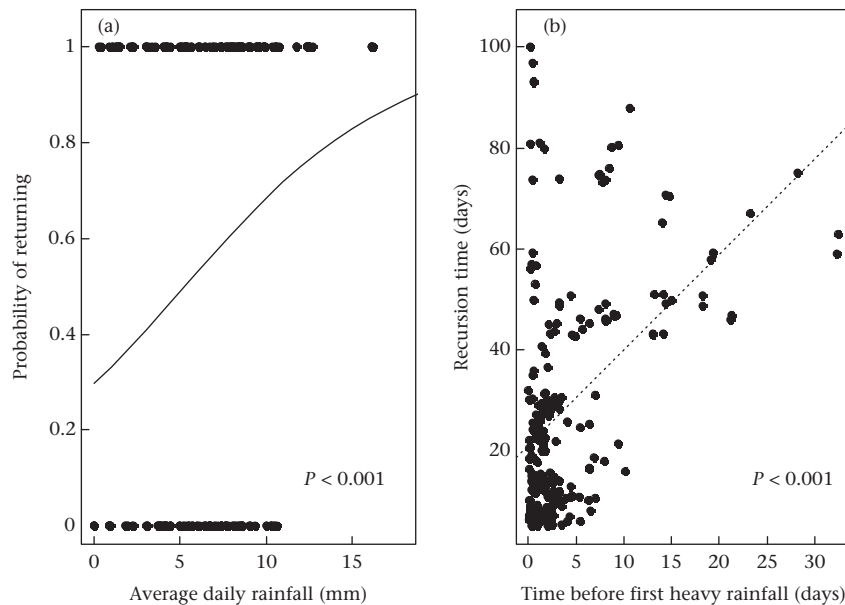 (a)
1
0.8
0.6
0.4
0.2
0
Probability of returning
P < 0.001
0
5
10
15
Average daily rainfall (mm)
(b)
100
80
60
40
20
Recursion time (days)
P < 0.001
0
5
10
15
20
25
30
Time before first heavy rainfall (days)